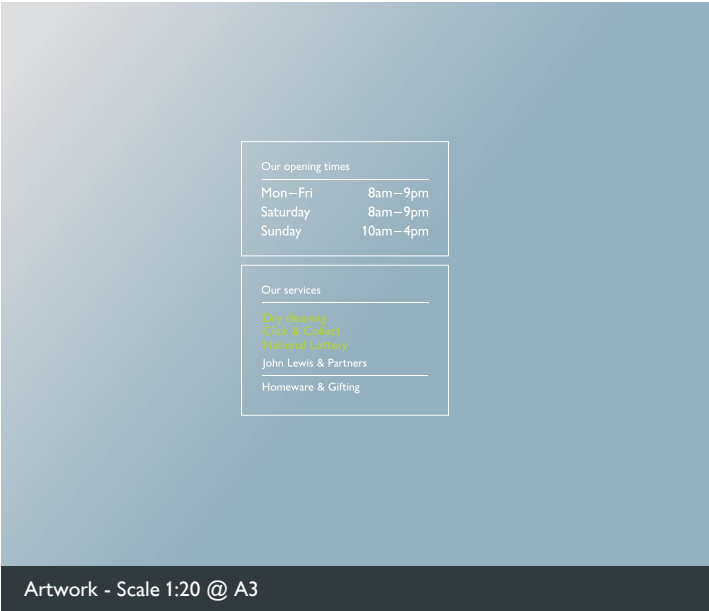 Our opening times
Mon–Fri 8am–9pm
Saturday 8am–9pm
Sunday 10am–4pm
Our services
Dry cleaning
Click & Collect
National Lottery
John Lewis & Partners
Homeware & Gifting
Artwork - Scale 1:20 @ A3